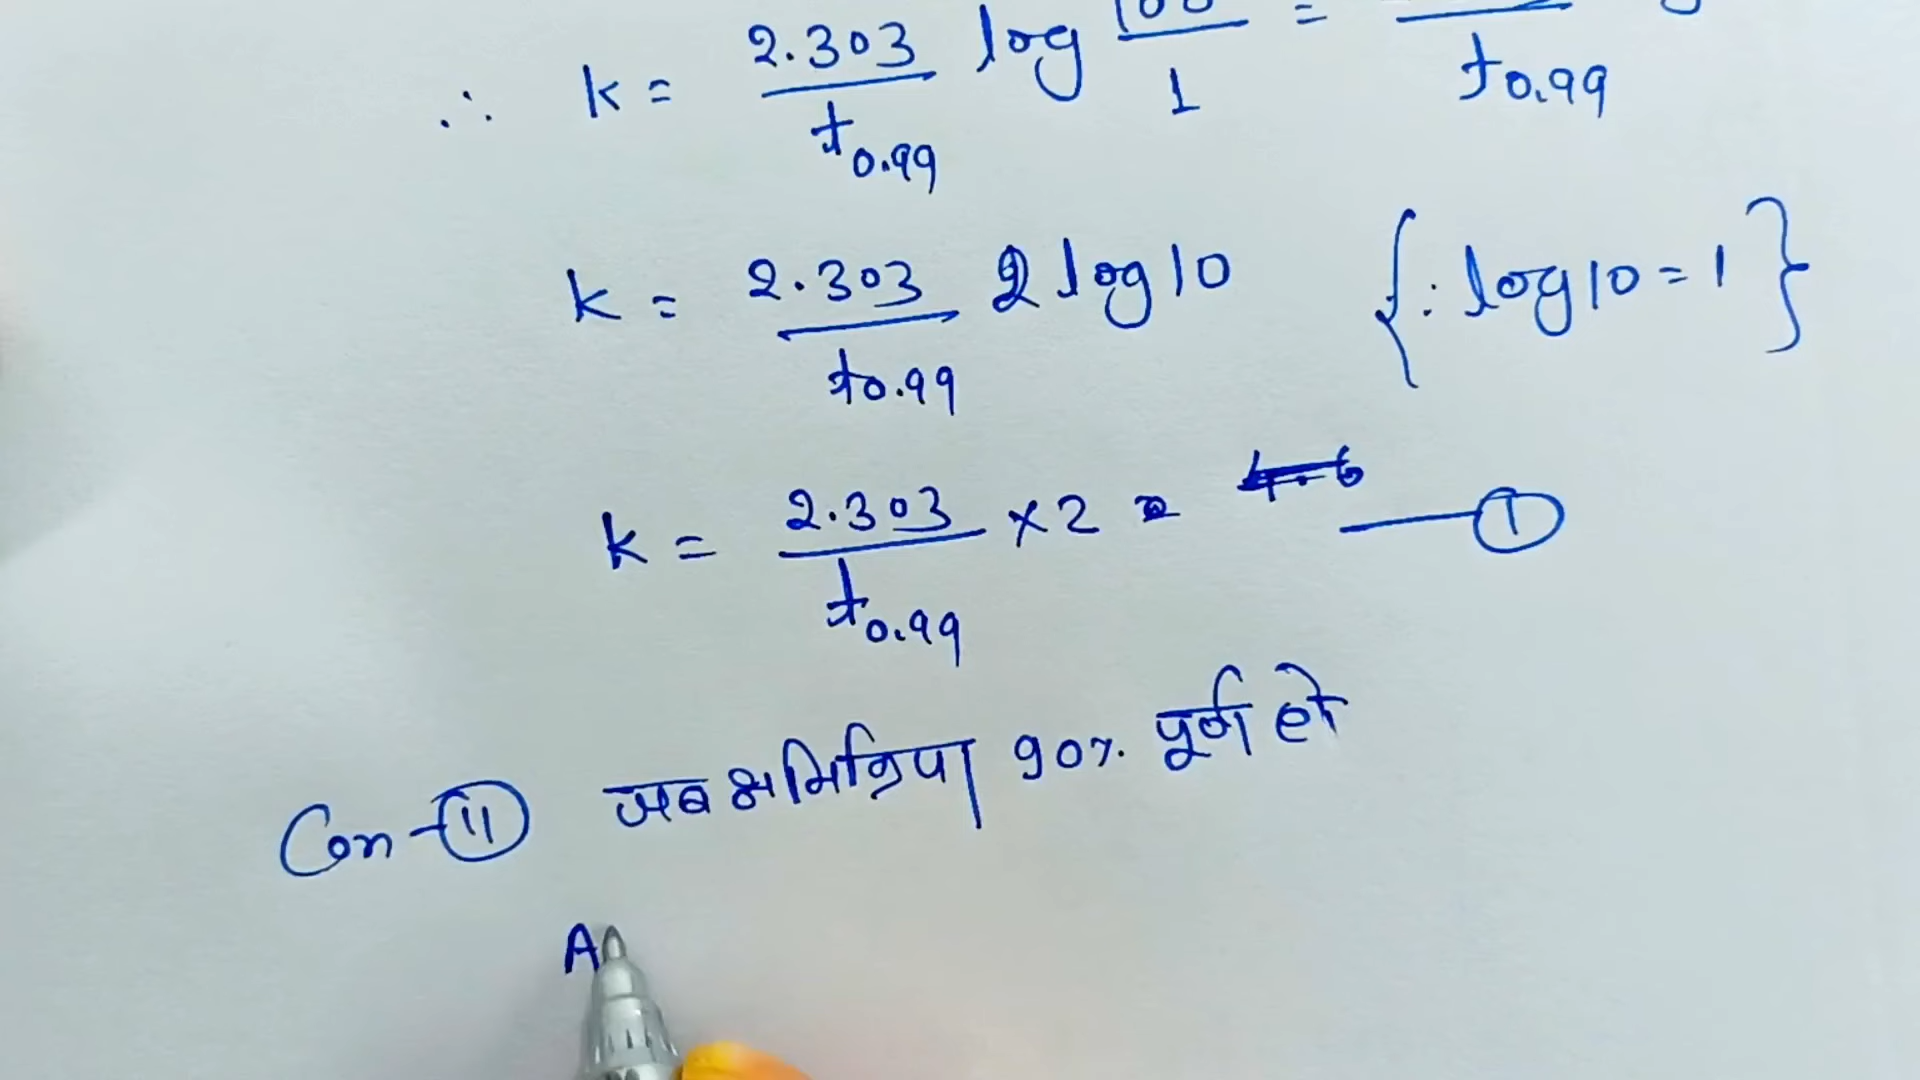 ∴ k = 2.303/t0.99 log 100/1 = t0.99
k = 2.303/t0.99 2 log 10 {∵ log 10 = 1}
k = 2.303/t0.99 × 2 = — (1)
Con - (II) जब अभिक्रिया 90% पूर्ण हो
A